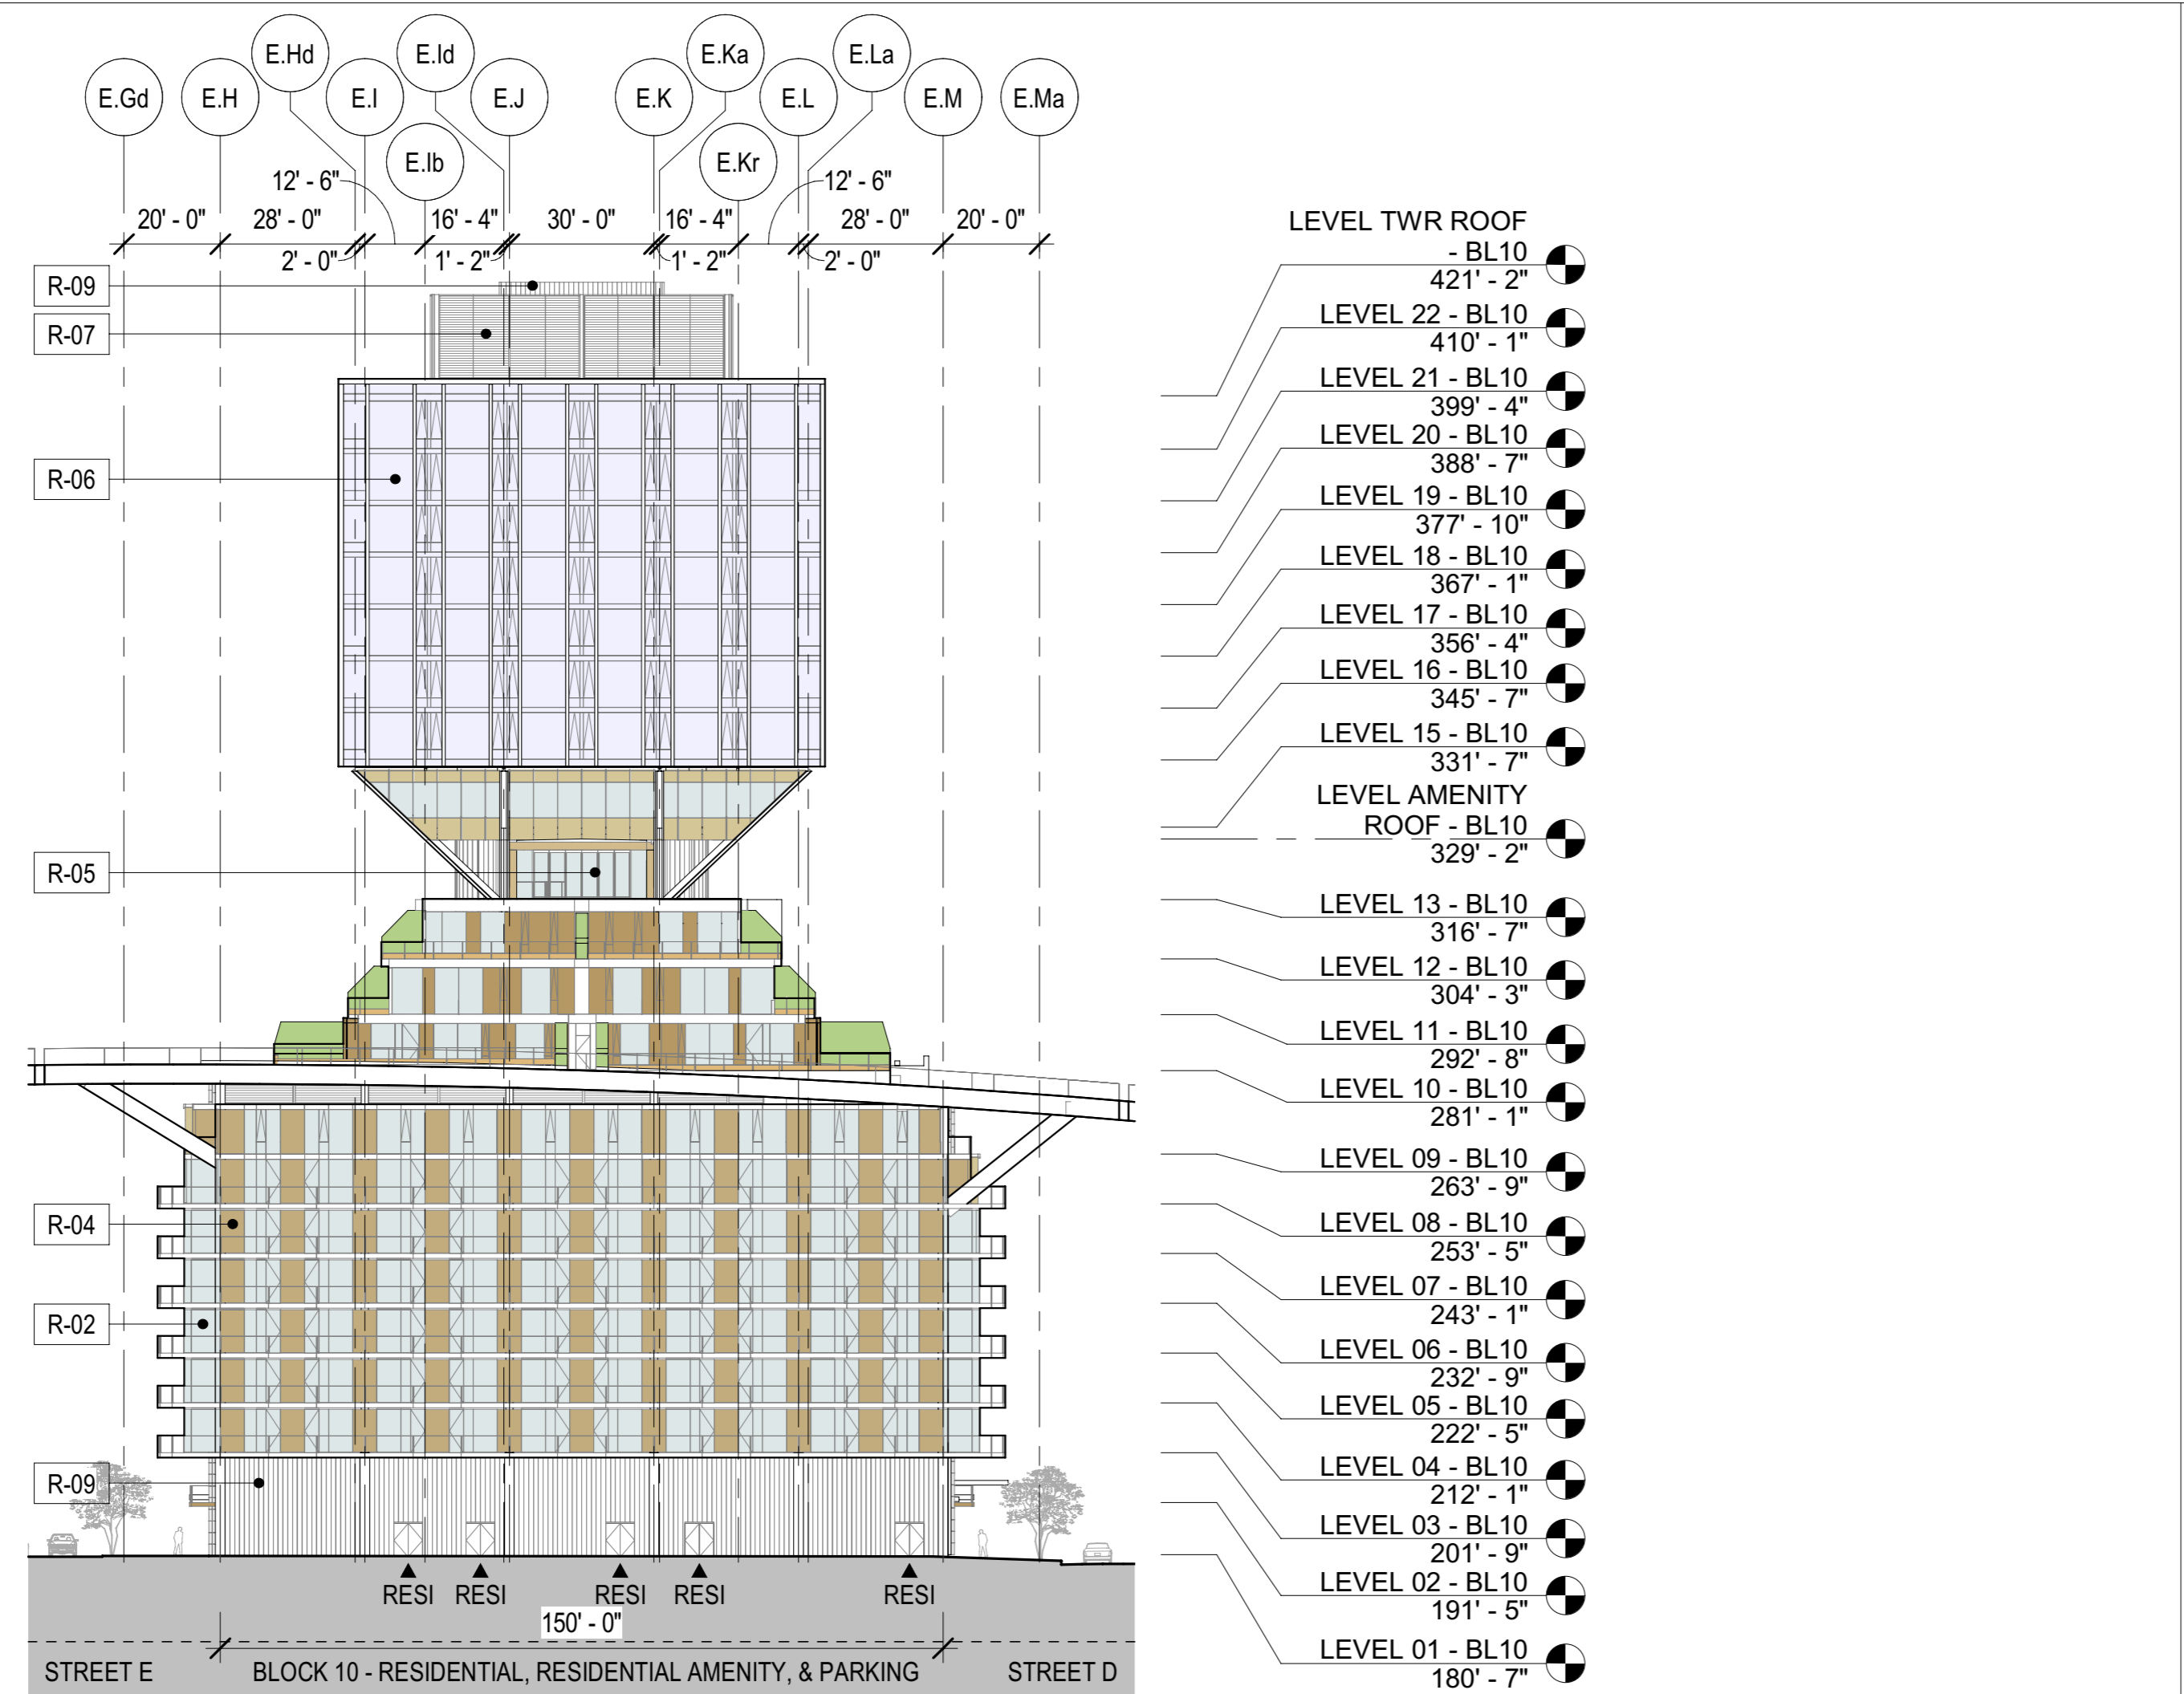 E.Hd E.Id E.Ka E.La
E.Gd E.H E.I E.J E.K E.L E.M E.Ma
E.Ib E.Kr
12' - 6" 12' - 6"
20' - 0" 28' - 0" 16' - 4" 30' - 0" 16' - 4" 28' - 0" 20' - 0"
2' - 0" 1' - 2" 1' - 2" 2' - 0"
R-09
R-07
R-06
R-05
R-04
R-02
R-09
LEVEL TWR ROOF
- BL10
421' - 2"
LEVEL 22 - BL10
410' - 1"
LEVEL 21 - BL10
399' - 4"
LEVEL 20 - BL10
388' - 7"
LEVEL 19 - BL10
377' - 10"
LEVEL 18 - BL10
367' - 1"
LEVEL 17 - BL10
356' - 4"
LEVEL 16 - BL10
345' - 7"
LEVEL 15 - BL10
331' - 7"
LEVEL AMENITY
ROOF - BL10
329' - 2"
LEVEL 13 - BL10
316' - 7"
LEVEL 12 - BL10
304' - 3"
LEVEL 11 - BL10
292' - 8"
LEVEL 10 - BL10
281' - 1"
LEVEL 09 - BL10
263' - 9"
LEVEL 08 - BL10
253' - 5"
LEVEL 07 - BL10
243' - 1"
LEVEL 06 - BL10
232' - 9"
LEVEL 05 - BL10
222' - 5"
LEVEL 04 - BL10
212' - 1"
LEVEL 03 - BL10
201' - 9"
LEVEL 02 - BL10
191' - 5"
LEVEL 01 - BL10
180' - 7"
RESI RESI RESI RESI RESI
150' - 0"
STREET E BLOCK 10 - RESIDENTIAL, RESIDENTIAL AMENITY, & PARKING STREET D